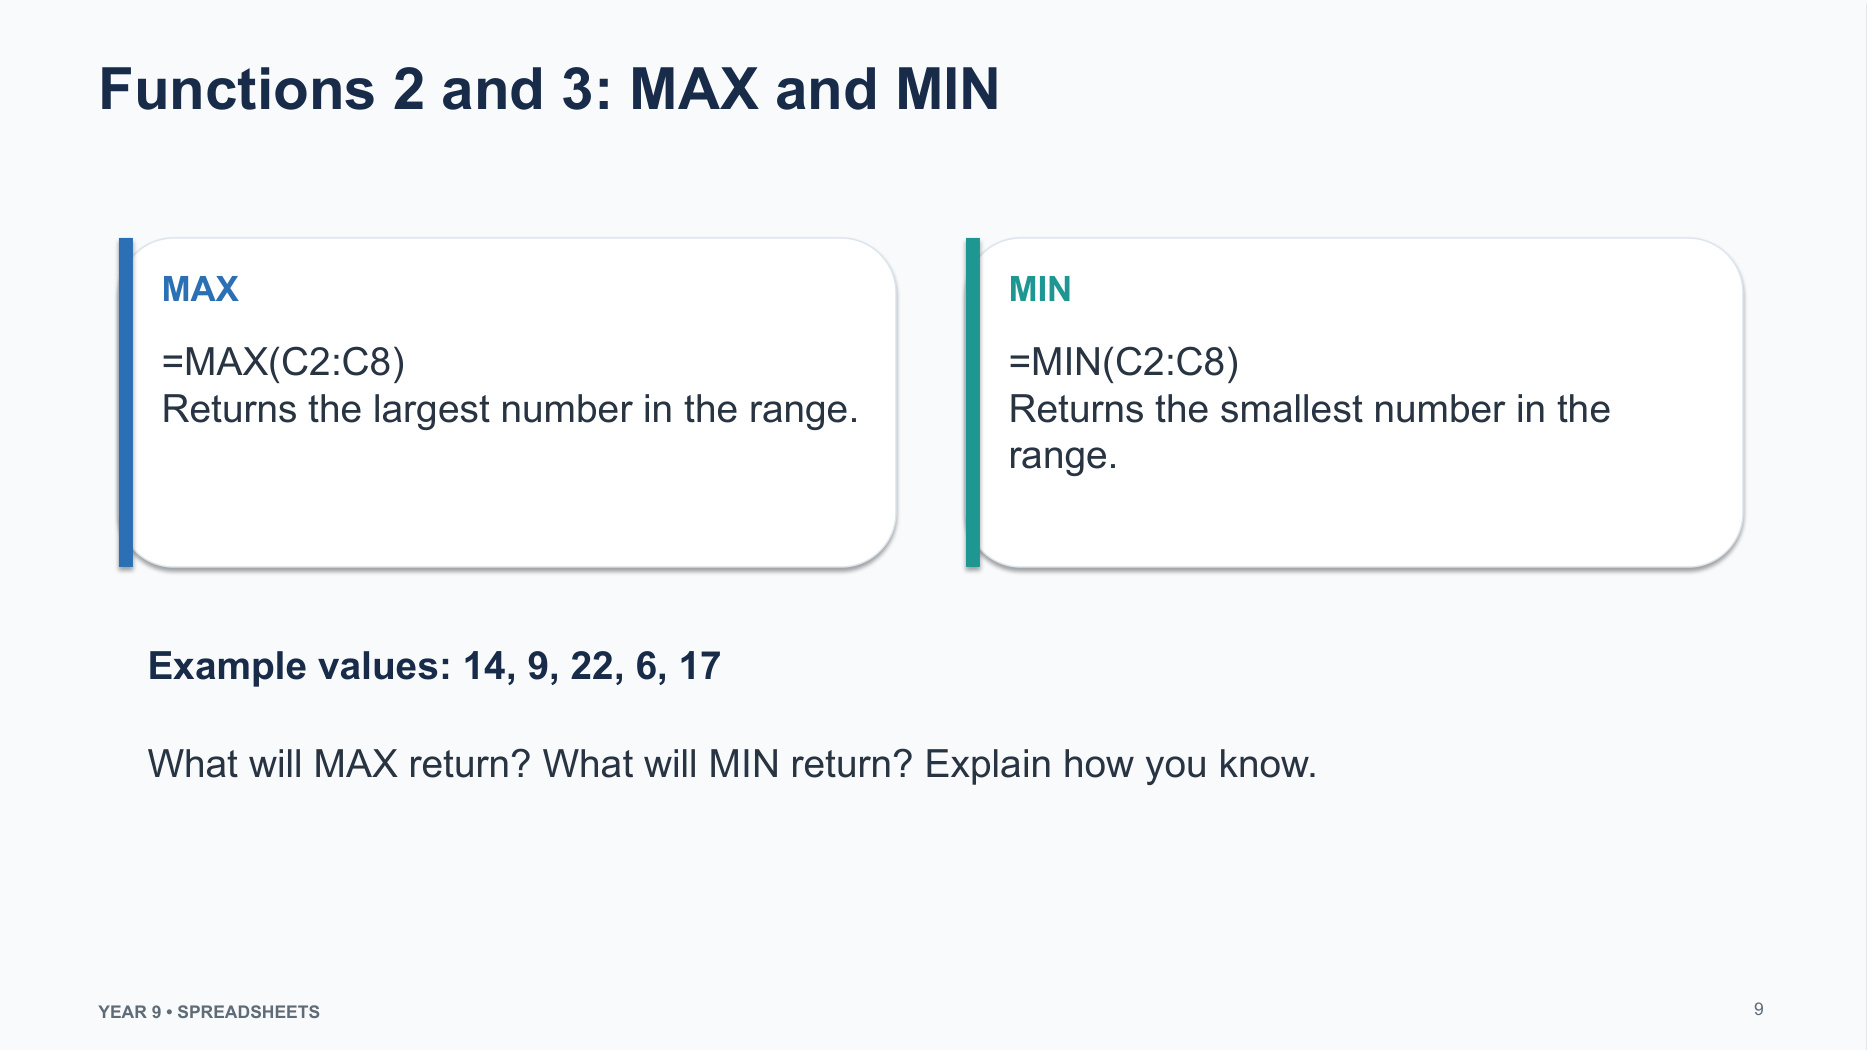 Functions 2 and 3: MAX and MIN
MAX
=MAX(C2:C8)
Returns the largest number in the range.
MIN
=MIN(C2:C8)
Returns the smallest number in the
range.
Example values: 14, 9, 22, 6, 17
What will MAX return? What will MIN return? Explain how you know.
YEAR 9 • SPREADSHEETS
9